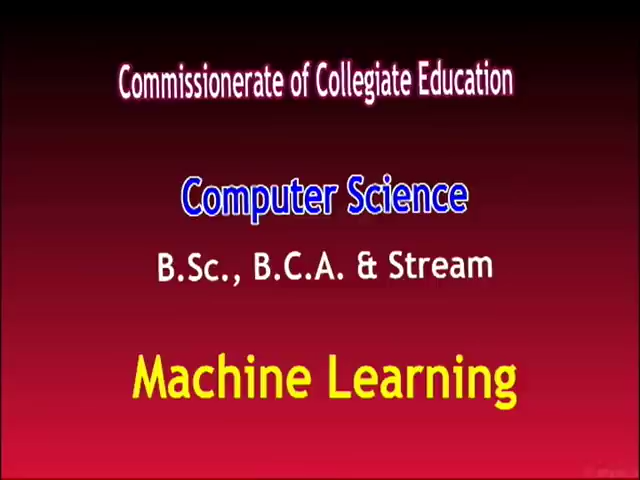 Commissionerate of Collegiate Education
Computer Science
B.Sc., B.C.A. & Stream
Machine Learning